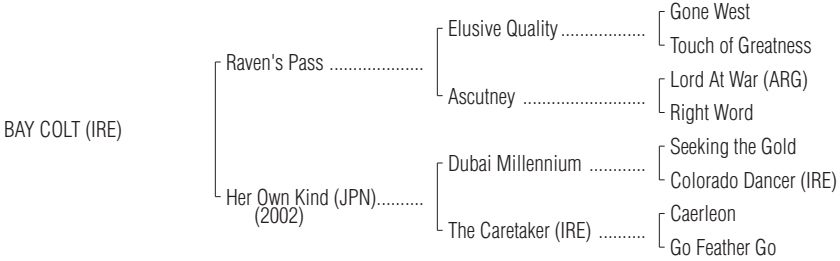 Gone West
Elusive Quality...................
Touch of Greatness
Raven's Pass .....................
Lord At War (ARG)
Ascutney ...........................
Right Word
BAY COLT (IRE)
Seeking the Gold
Dubai Millennium ............
Colorado Dancer (IRE)
Her Own Kind (JPN)..........
(2002)
Caerleon
The Caretaker (IRE) ..........
Go Feather Go